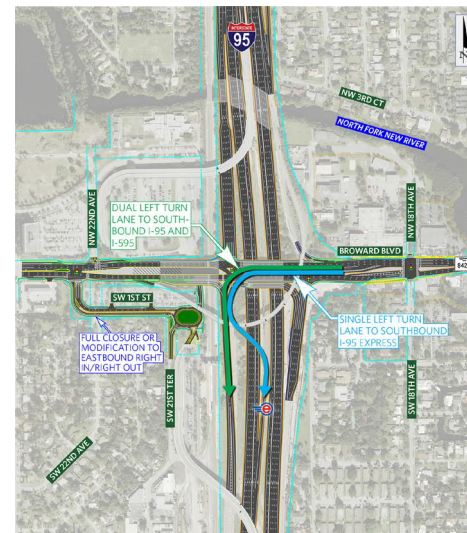 INTERSTATE
95
N
NW 3RD CT
NORTH FORK NEW RIVER
NW 22ND AVE
DUAL LEFT TURN
LANE TO SOUTH-
BOUND I-95 AND
I-595
NW 18TH AVE
BROWARD BLVD
842
SW 1ST ST
SINGLE LEFT TURN
LANE TO SOUTHBOUND
I-95 EXPRESS
FULL CLOSURE OR
MODIFICATION TO
EASTBOUND RIGHT
IN/RIGHT OUT
SW 21ST TER
SW 18TH AVE
e
SW 22ND AVE